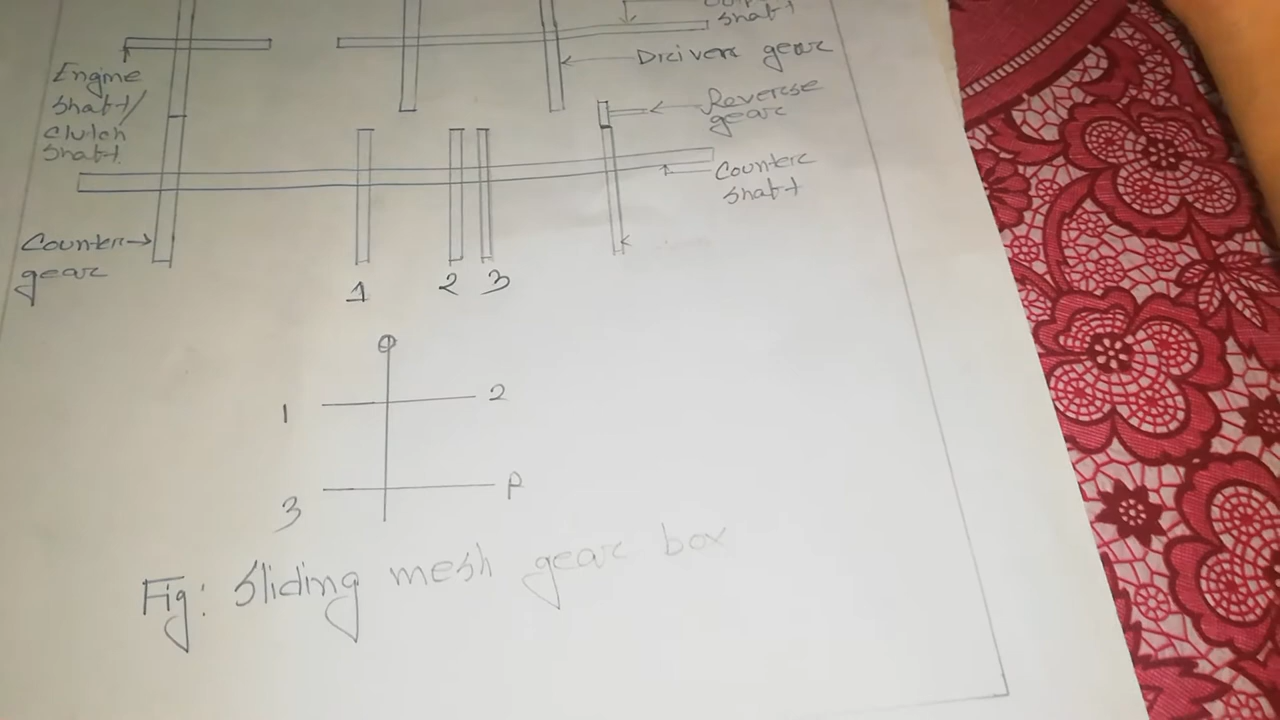 shaft
Engine
shaft/
Clutch
shaft.
Driver gear
Reverse
gear
Counter
shaft
Counter
gear
1 2 3
1 2
3 P
Fig: Sliding mesh gear box